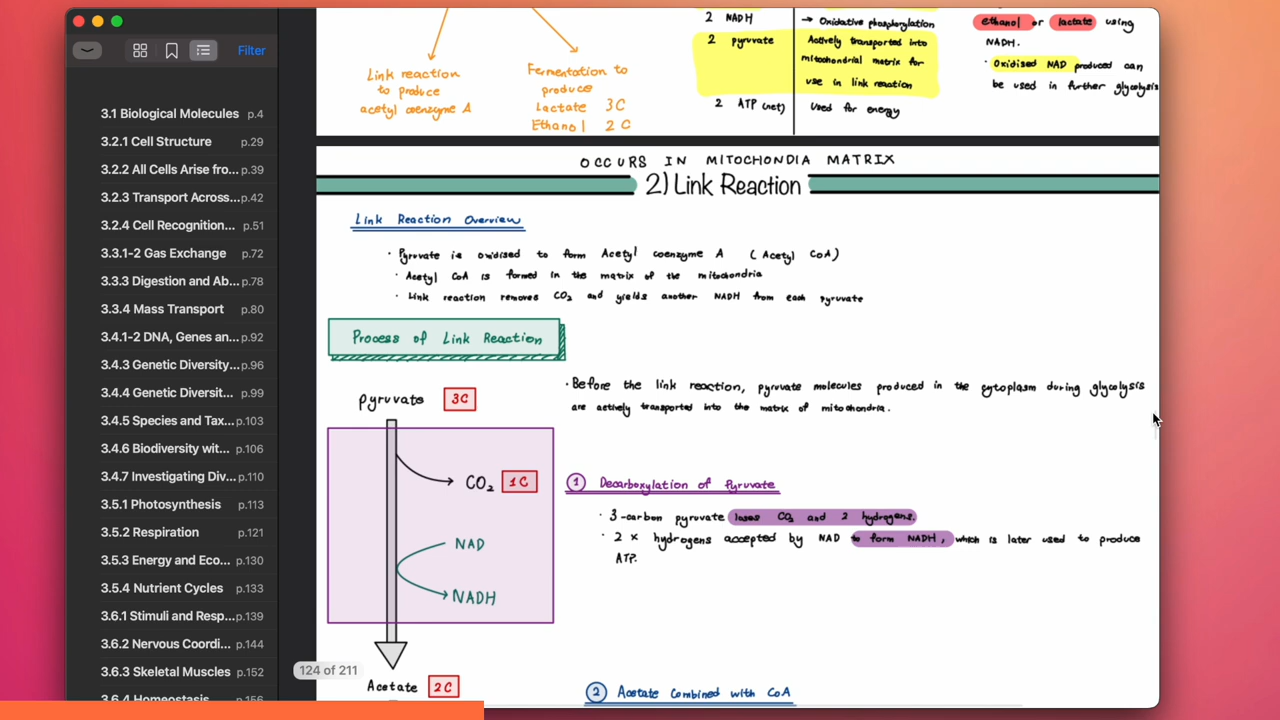 Filter
3.1 Biological Molecules p.4
3.2.1 Cell Structure p.29
3.2.2 All Cells Arise fro... p.39
3.2.3 Transport Across... p.42
3.2.4 Cell Recognition... p.51
3.3.1-2 Gas Exchange p.72
3.3.3 Digestion and Ab... p.78
3.3.4 Mass Transport p.80
3.4.1-2 DNA, Genes an... p.92
3.4.3 Genetic Diversity... p.96
3.4.4 Genetic Diversit... p.99
3.4.5 Species and Tax... p.103
3.4.6 Biodiversity wit... p.106
3.4.7 Investigating Div... p.110
3.5.1 Photosynthesis p.113
3.5.2 Respiration p.121
3.5.3 Energy and Eco... p.130
3.5.4 Nutrient Cycles p.133
3.6.1 Stimuli and Resp... p.139
3.6.2 Nervous Coordi... p.144
3.6.3 Skeletal Muscles p.152
3.6.4 Homeostasis p.156
Link reaction
to produce
acetyl coenzyme A
Fermentation to
produce
Lactate 3C
Ethanol 2C
2 NADH → Oxidative phosphorylation
2 pyruvate Actively transported into
mitochondrial matrix for
use in link reaction
2 ATP (net) Used for energy
ethanol or lactate using
NADH.
· Oxidised NAD produced can
be used in further glycolysis
OCCURS IN MITOCHONDIA MATRIX
2) Link Reaction
Link Reaction Overview
· Pyruvate is oxidised to form Acetyl coenzyme A (Acetyl CoA)
· Acetyl CoA is formed in the matrix of the mitochondria
· Link reaction removes CO₂ and yields another NADH from each pyruvate
Process of Link Reaction
pyruvate 3C
CO₂ 1C
NAD
NADH
Acetate 2C
· Before the link reaction, pyruvate molecules produced in the cytoplasm during glycolysis
are actively transported into the matrix of mitochondria.
1 Decarboxylation of Pyruvate
· 3-carbon pyruvate loses CO₂ and 2 hydrogens.
· 2 x hydrogens accepted by NAD to form NADH, which is later used to produce
ATP.
2 Acetate Combined with CoA
124 of 211